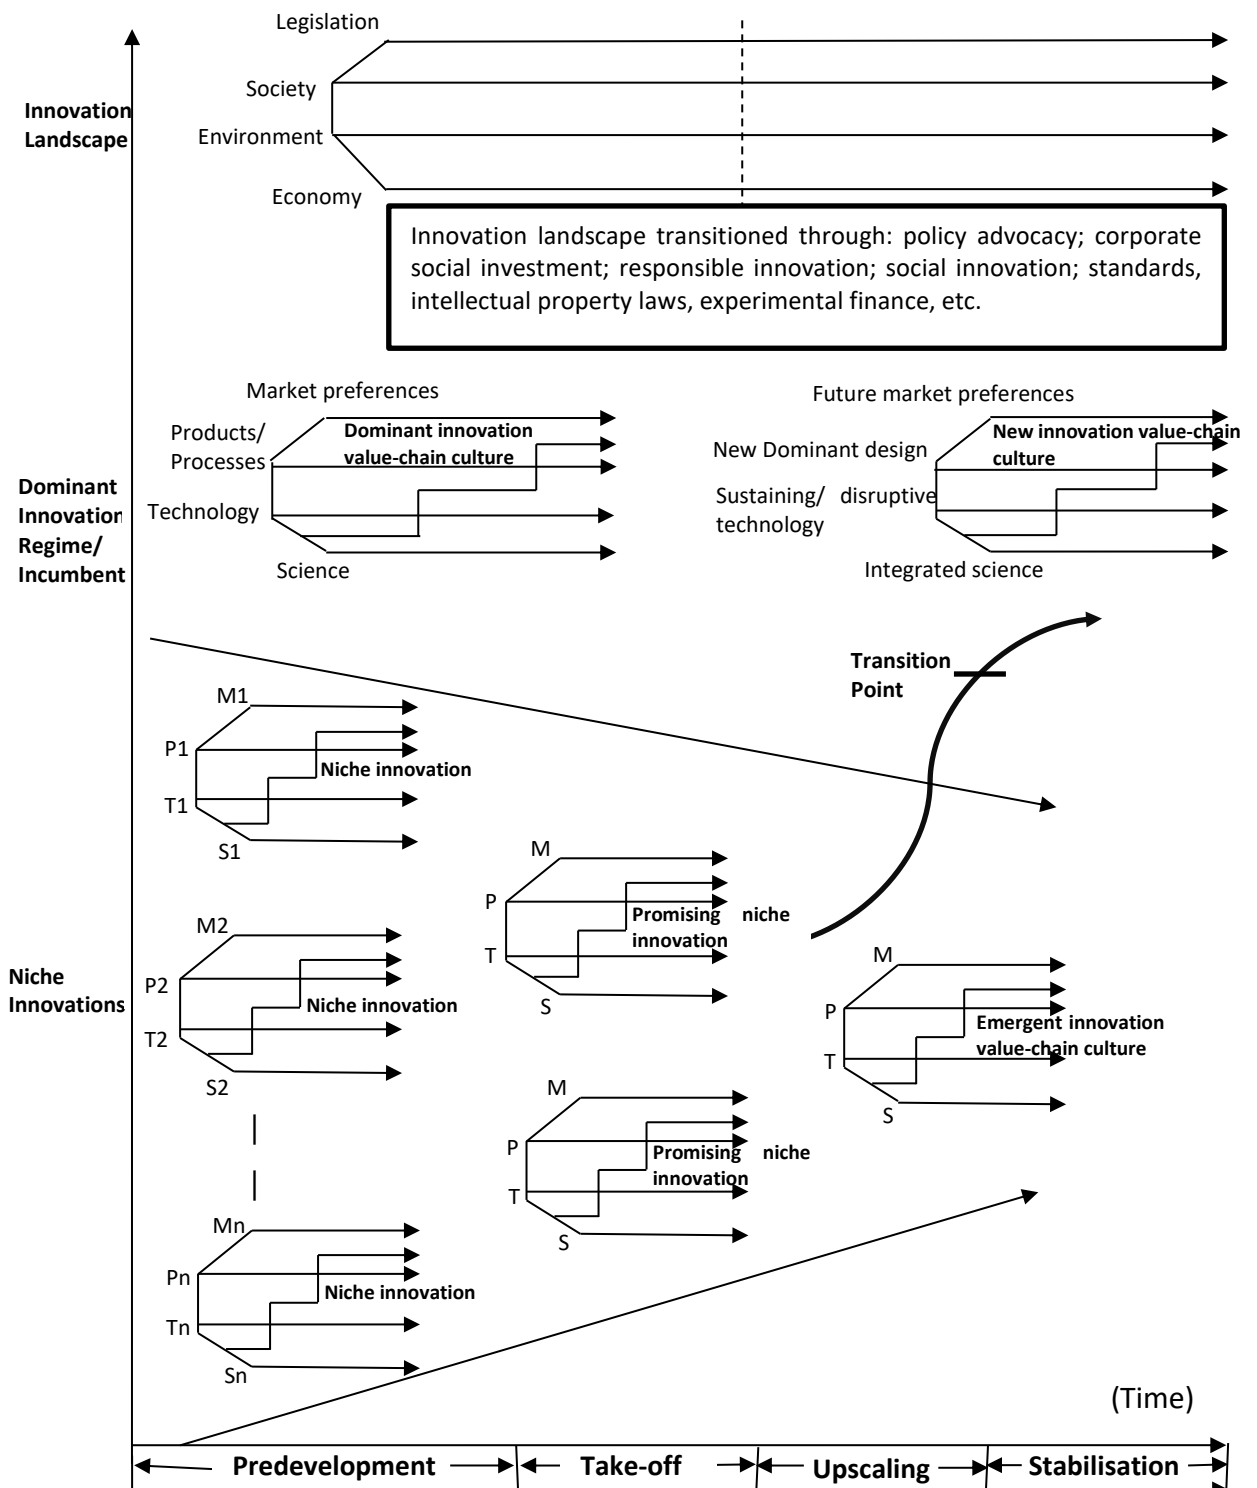 Legislation
Society
Innovation
Landscape
Environment
Economy
Innovation landscape transitioned through: policy advocacy; corporate
social investment; responsible innovation; social innovation; standards,
intellectual property laws, experimental finance, etc.
Market preferences
Products/
Processes
Dominant innovation
value-chain culture
Technology
Science
Future market preferences
New innovation value-chain
culture
New Dominant design
Sustaining/ disruptive
technology
Integrated science
Dominant
Innovation
Regime/
Incumbent
Transition
Point
M1
P1
Niche innovation
T1
S1
M
P
Promising niche
innovation
T
S
M2
P2
Niche innovation
T2
S2
Niche
Innovations
M
P
Emergent innovation
value-chain culture
T
S
M
P
Promising niche
innovation
T
S
Mn
Pn
Niche innovation
Tn
Sn
(Time)
Predevelopment
Take-off
Upscaling
Stabilisation